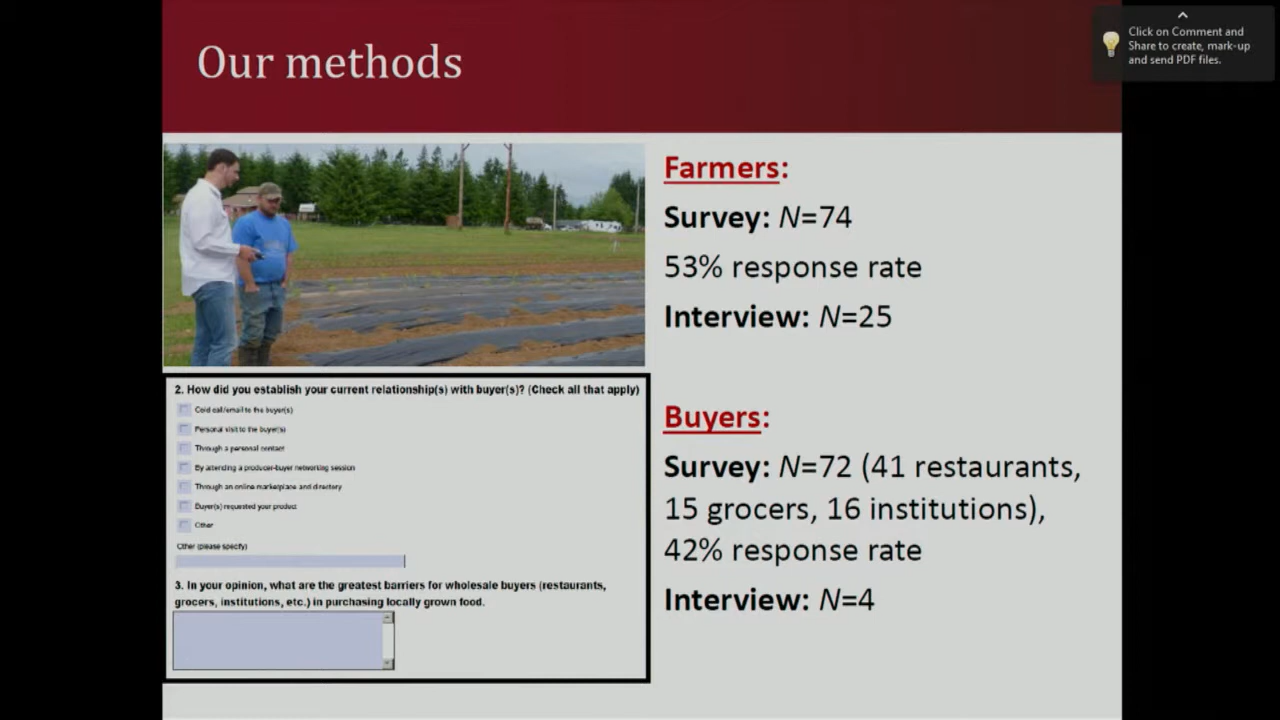 Our methods
Click on Comment and
Share to create, mark-up
and send PDF files.
Farmers:
Survey: N=74
53% response rate
Interview: N=25
Buyers:
Survey: N=72 (41 restaurants,
15 grocers, 16 institutions),
42% response rate
Interview: N=4
2. How did you establish your current relationship(s) with buyer(s)? (Check all that apply)
Cold call/email to the buyer(s)
Personal visit to the buyer(s)
Through a personal contact
By attending a producer-buyer networking session
Through an online marketplace and directory
Buyer(s) requested your product
Other
Other (please specify)
3. In your opinion, what are the greatest barriers for wholesale buyers (restaurants,
grocers, institutions, etc.) in purchasing locally grown food.